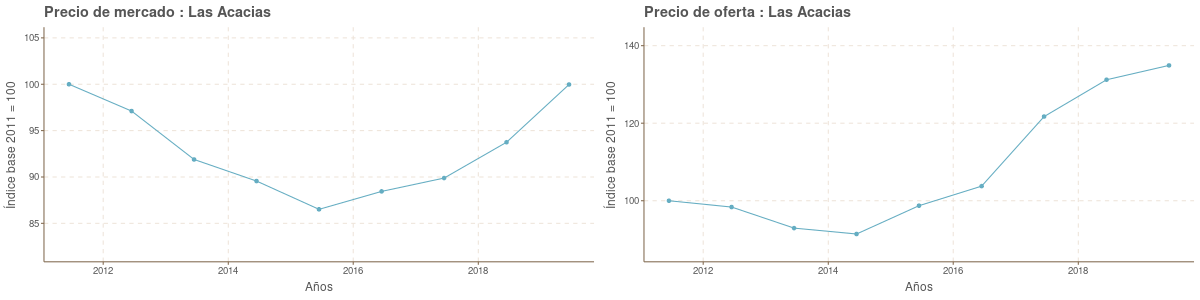 Precio de mercado : Las Acacias
Índice base 2011 = 100
105
100
95
90
85
2012
2014
2016
2018
Años
Precio de oferta : Las Acacias
Índice base 2011 = 100
140
120
100
2012
2014
2016
2018
Años